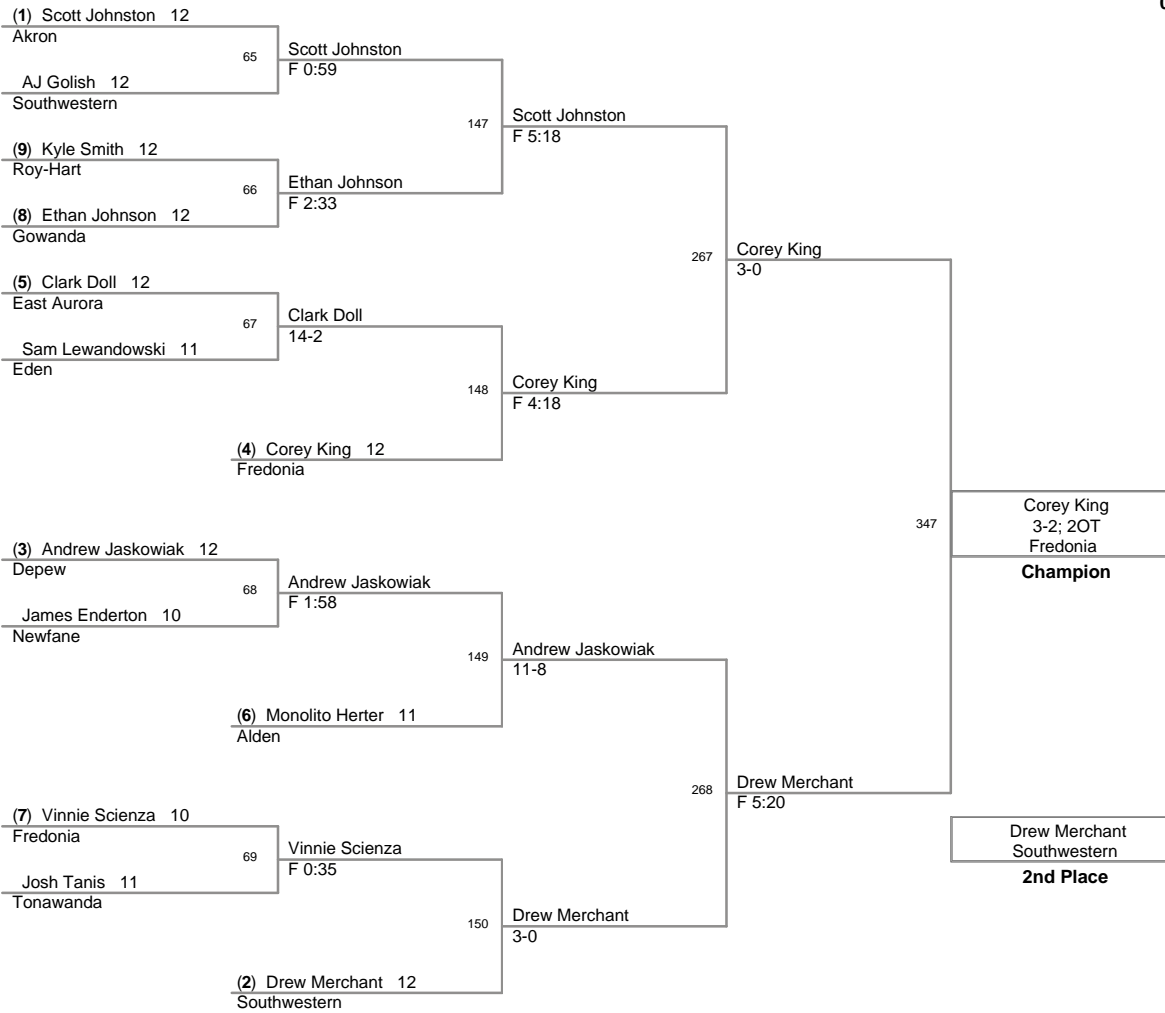 (1) Scott Johnston 12
Akron
65
AJ Golish 12
Southwestern
Scott Johnston
F 0:59
(9) Kyle Smith 12
Roy-Hart
66
(8) Ethan Johnson 12
Gowanda
Ethan Johnson
F 2:33
147
Scott Johnston
F 5:18
(5) Clark Doll 12
East Aurora
67
Sam Lewandowski 11
Eden
Clark Doll
14-2
(4) Corey King 12
Fredonia
148
Corey King
F 4:18
267
Corey King
3-0
(3) Andrew Jaskowiak 12
Depew
68
James Enderton 10
Newfane
Andrew Jaskowiak
F 1:58
(6) Monolito Herter 11
Alden
149
Andrew Jaskowiak
11-8
(7) Vinnie Scienza 10
Fredonia
69
Josh Tanis 11
Tonawanda
Vinnie Scienza
F 0:35
(2) Drew Merchant 12
Southwestern
150
Drew Merchant
3-0
268
Drew Merchant
F 5:20
347
Corey King
3-2; 2OT
Fredonia
Champion
Drew Merchant
Southwestern
2nd Place